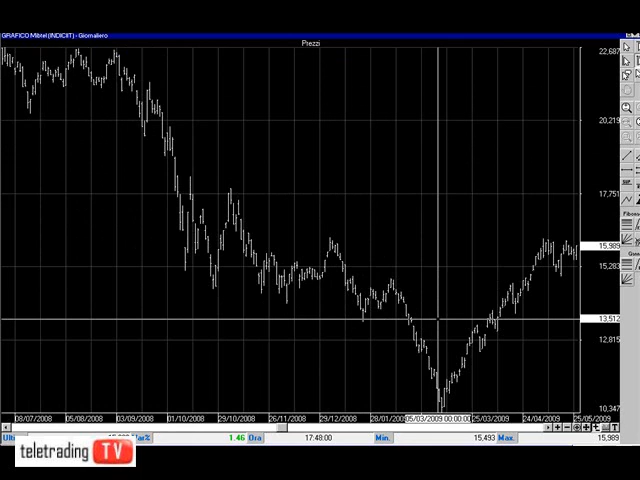 GRAFICO Mibtel (INDICIIT) - Giornaliero
Prezzi
22,687
20,219
17,751
15,989
15,283
13,512
12,815
10,347
08/07/2008 05/08/2008 03/09/2008 01/10/2008 29/10/2008 26/11/2008 29/12/2008 28/01/2009 05/03/2009 00:00:00 25/03/2009 24/04/2009 25/05/2009
1.46 Ora 17:48:00 Min. 15,493 Max. 15,989
teletrading TV